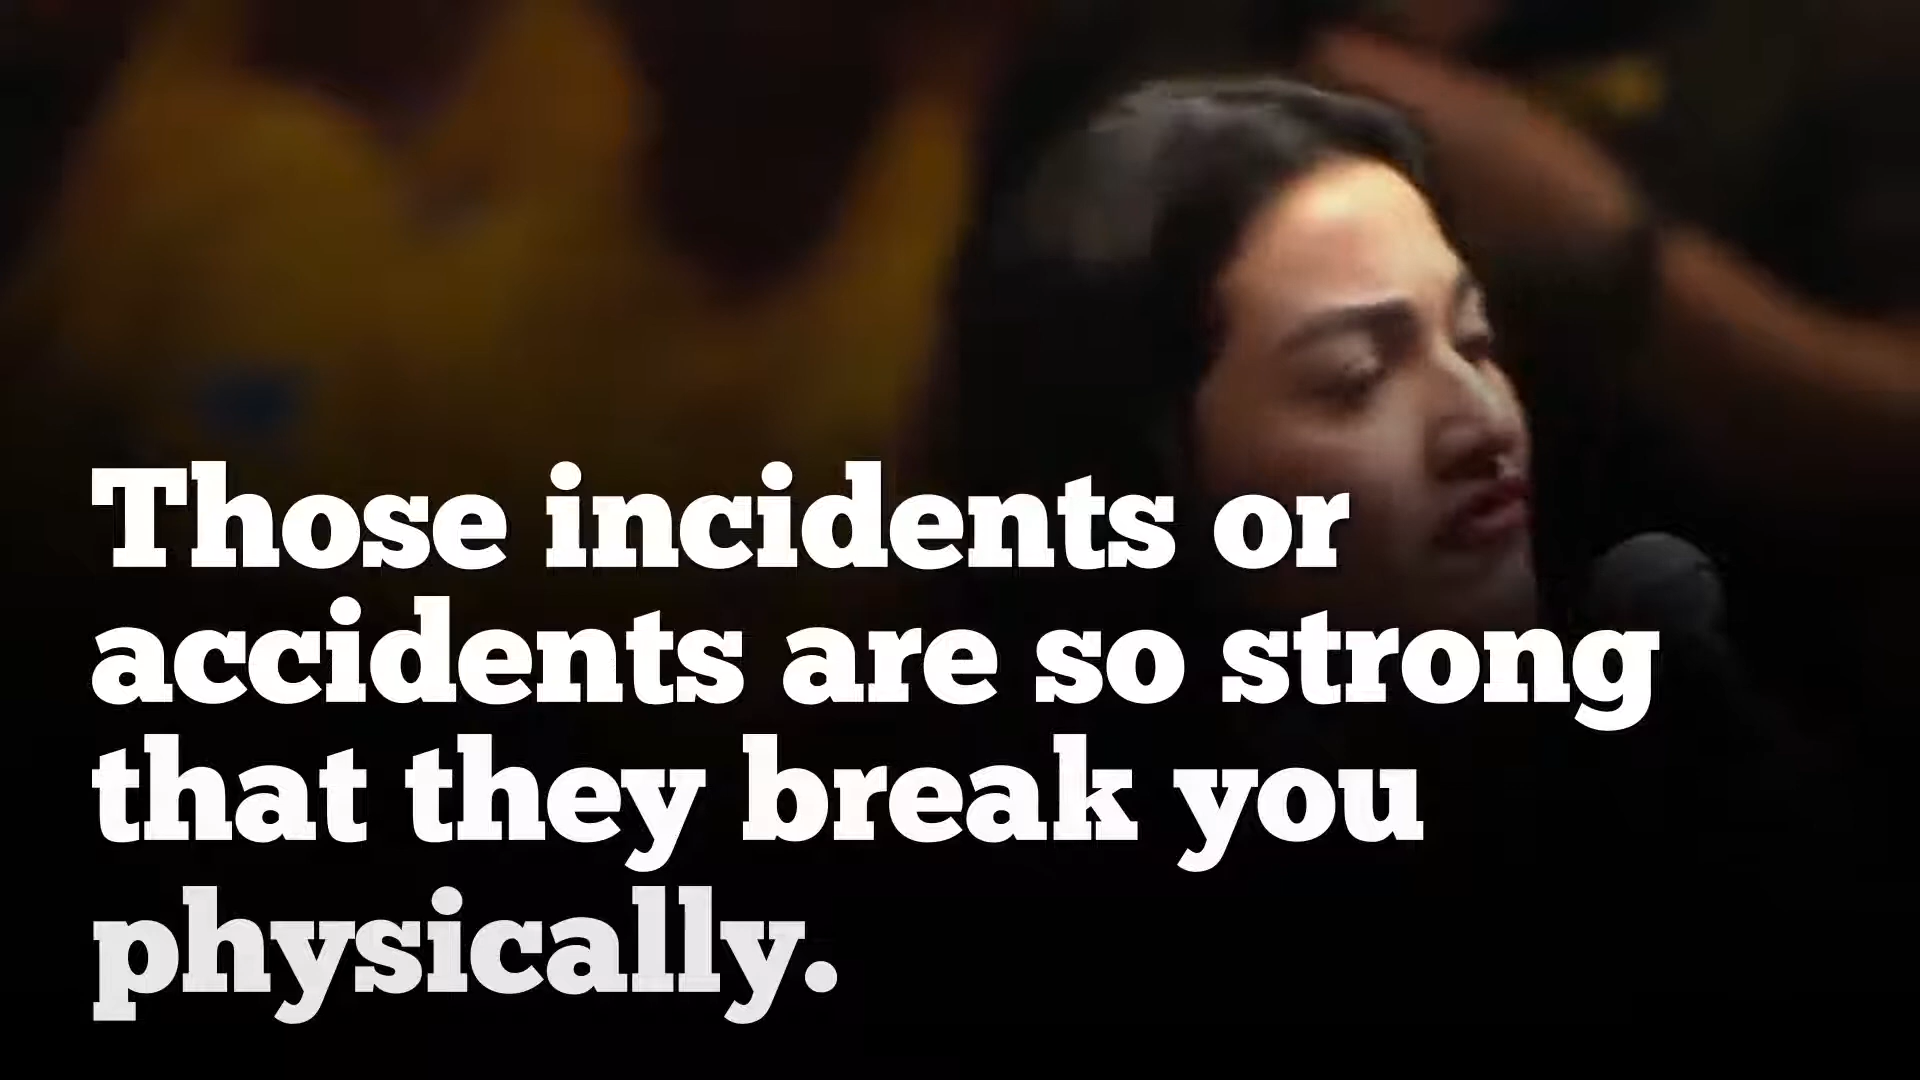 Those incidents or
accidents are so strong
that they break you
physically.